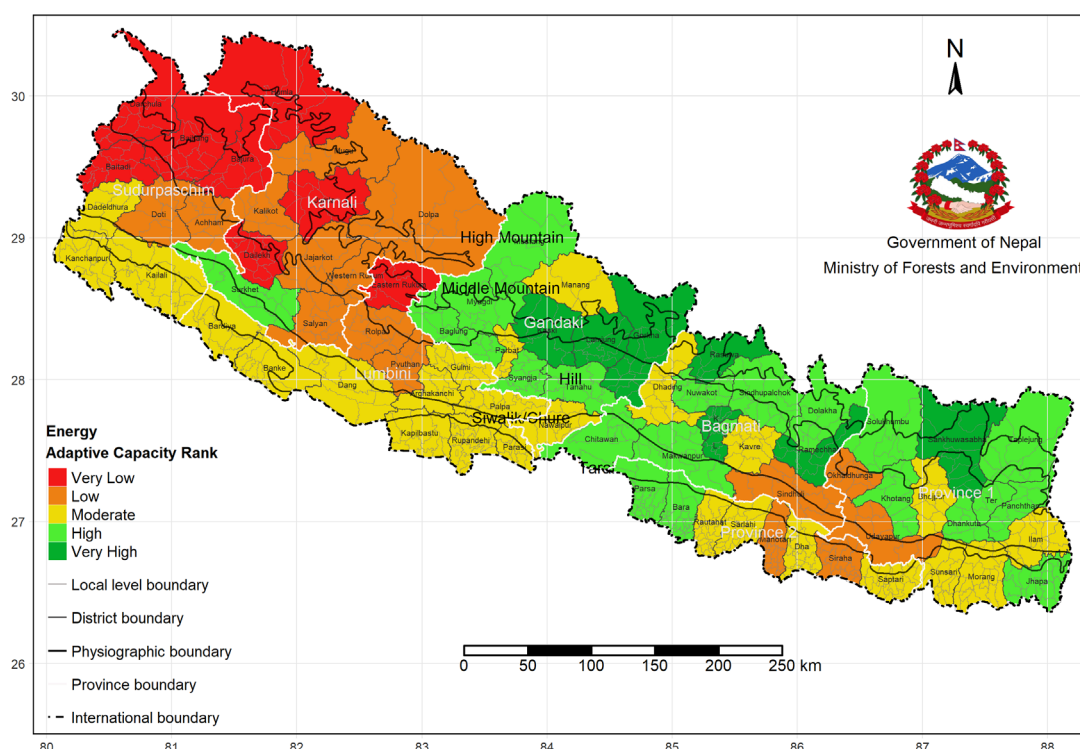 N
30
29
28
27
26
80
81
82
83
84
85
86
87
88
Government of Nepal
Ministry of Forests and Environment
Darchula
Bajhang
Bajura
Baitadi
Sudurpaschim
Dadeldhura
Doti
Achham
Kanchanpur
Kailali
Mugu
Karnali
Kalikot
Dolpa
Dailekh
Jajarkot
Western Rukum
Eastern Rukum
Surkhet
Salyan
Rolpa
Bardiya
Banke
Dang
Pyuthan
Lumbini
Gulmi
Arghakanchi
Palpa
Kapilbastu
Rupandehi
Parasi
Nawalpur
High Mountain
Middle Mountain
Hill
Siwalik/Chure
Manang
Myagdi
Gandaki
Baglung
Parbat
Syangja
Tanahu
Lamjung
Gorkha
Chitawan
Rasuwa
Dhading
Nuwakot
Sindhupalchok
Dolakha
Bagmati
Kavre
Ramechhap
Makwanpur
Sindhuli
Parsa
Bara
Rautahat
Sarlahi
Province 2
Dha
Siraha
Saptari
Solukhumbu
Okhaldhunga
Khotang
Sankhuwasabha
Taplejung
Province 1
Ter
Panchthar
Dhankuta
Udayapur
Sunsari
Morang
Ilam
Jhapa
Energy
Adaptive Capacity Rank
Very Low
Low
Moderate
High
Very High
Local level boundary
District boundary
Physiographic boundary
Province boundary
International boundary
0 50 100 150 200 250 km